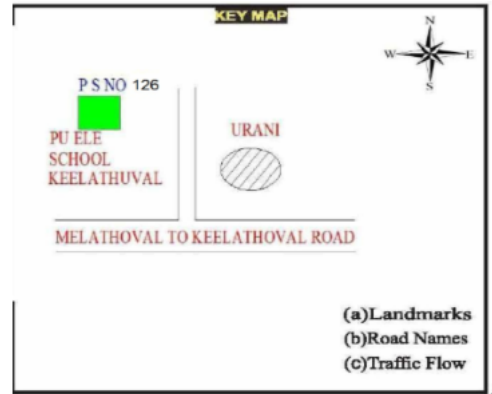 KEY MAP
N
W E
S
P S NO 126
PU ELE
SCHOOL
KEELATHUVAL
URANI
MELATHOVAL TO KEELATHOVAL ROAD
(a)Landmarks
(b)Road Names
(c)Traffic Flow